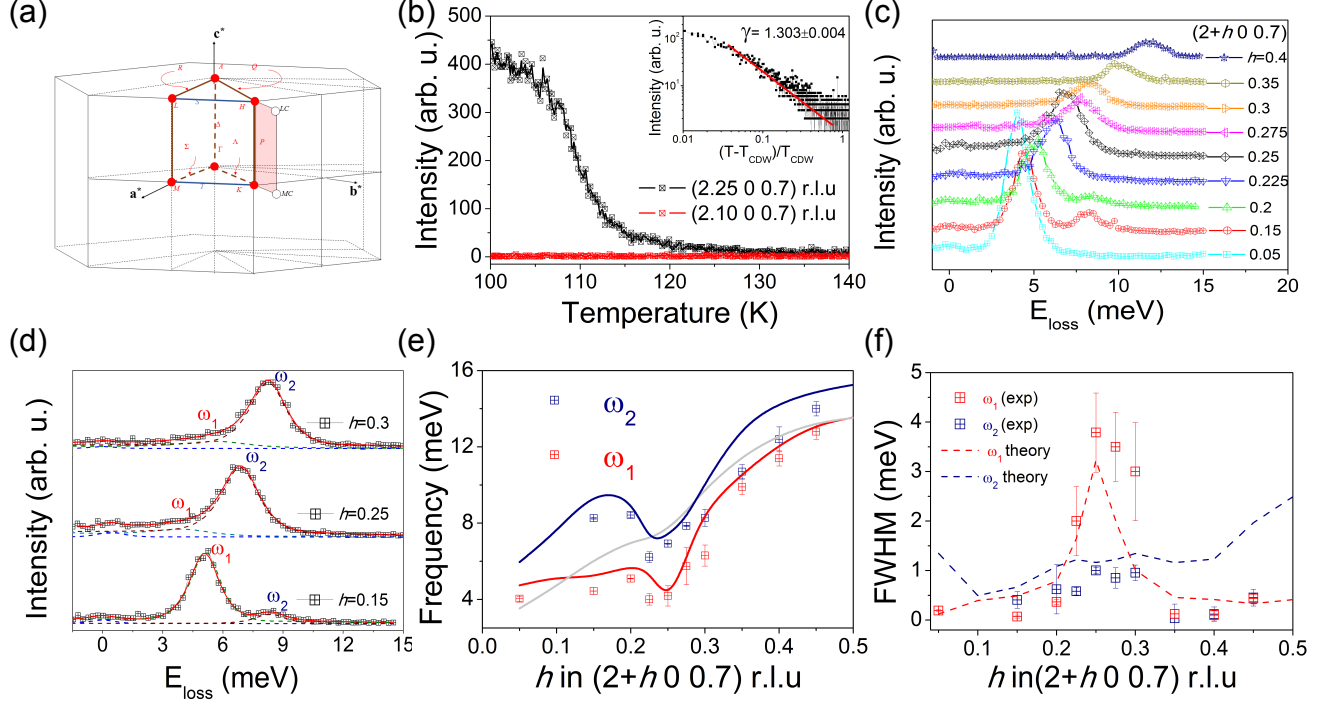 (a)
c*
R
A
Q
L
S
H
LC
Δ
P
Σ
Γ
Λ
M
T
K
MC
a*
b*
(b)
Intensity (arb. u.)
500
450
400
350
300
250
200
150
100
50
0
100
110
120
130
140
Temperature (K)
(2.25 0 0.7) r.l.u
(2.10 0 0.7) r.l.u
γ= 1.303±0.004
Intensity (arb. u.)
10²
10¹
0.01
0.1
1
(T-T_CDW)/T_CDW
(c)
(2+h 0 0.7)
h=0.4
0.35
0.3
0.275
0.25
0.225
0.2
0.15
0.05
Intensity (arb. u.)
0
5
10
15
20
E_loss (meV)
(d)
Intensity (arb. u.)
ω₁
ω₂
h=0.3
ω₁
ω₂
h=0.25
ω₁
ω₂
h=0.15
0
3
6
9
12
15
E_loss (meV)
(e)
Frequency (meV)
16
12
8
4
ω₂
ω₁
0.0
0.1
0.2
0.3
0.4
0.5
h in (2+h 0 0.7) r.l.u
(f)
FWHM (meV)
5
4
3
2
1
0
ω₁ (exp)
ω₂ (exp)
ω₁ theory
ω₂ theory
0.1
0.2
0.3
0.4
0.5
h in(2+h 0 0.7) r.l.u